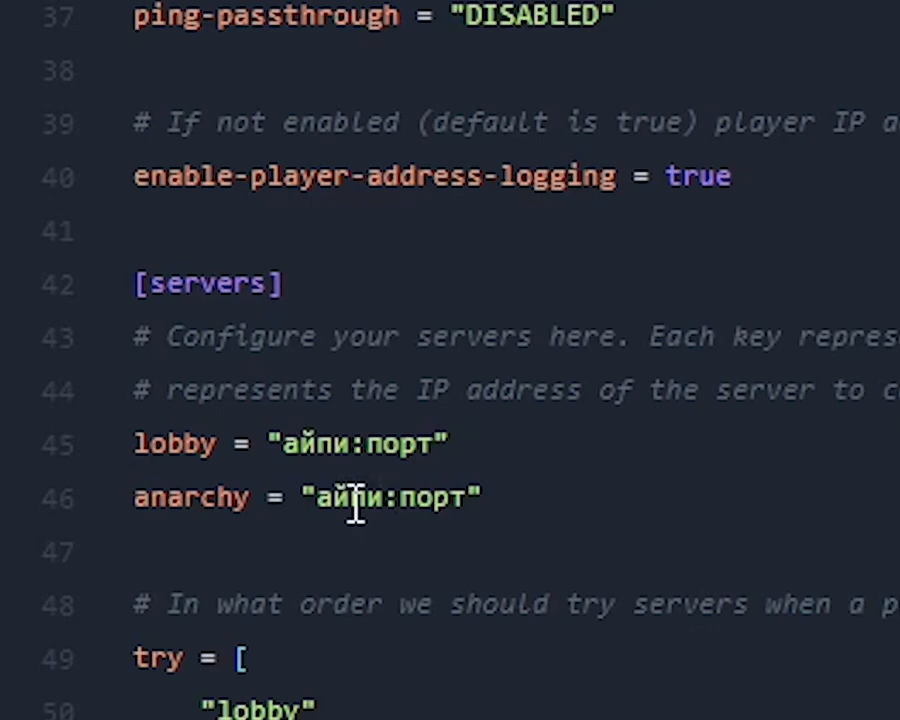 37 ping-passthrough = "DISABLED"
38
39 # If not enabled (default is true) player IP
40 enable-player-address-logging = true
41
42 [servers]
43 # Configure your servers here. Each key
44 # represents the IP address of the server to
45 lobby = "айпи:порт"
46 anarchy = "айпи:порт"
47
48 # In what order we should try servers when a
49 try = [
50 "lobby"